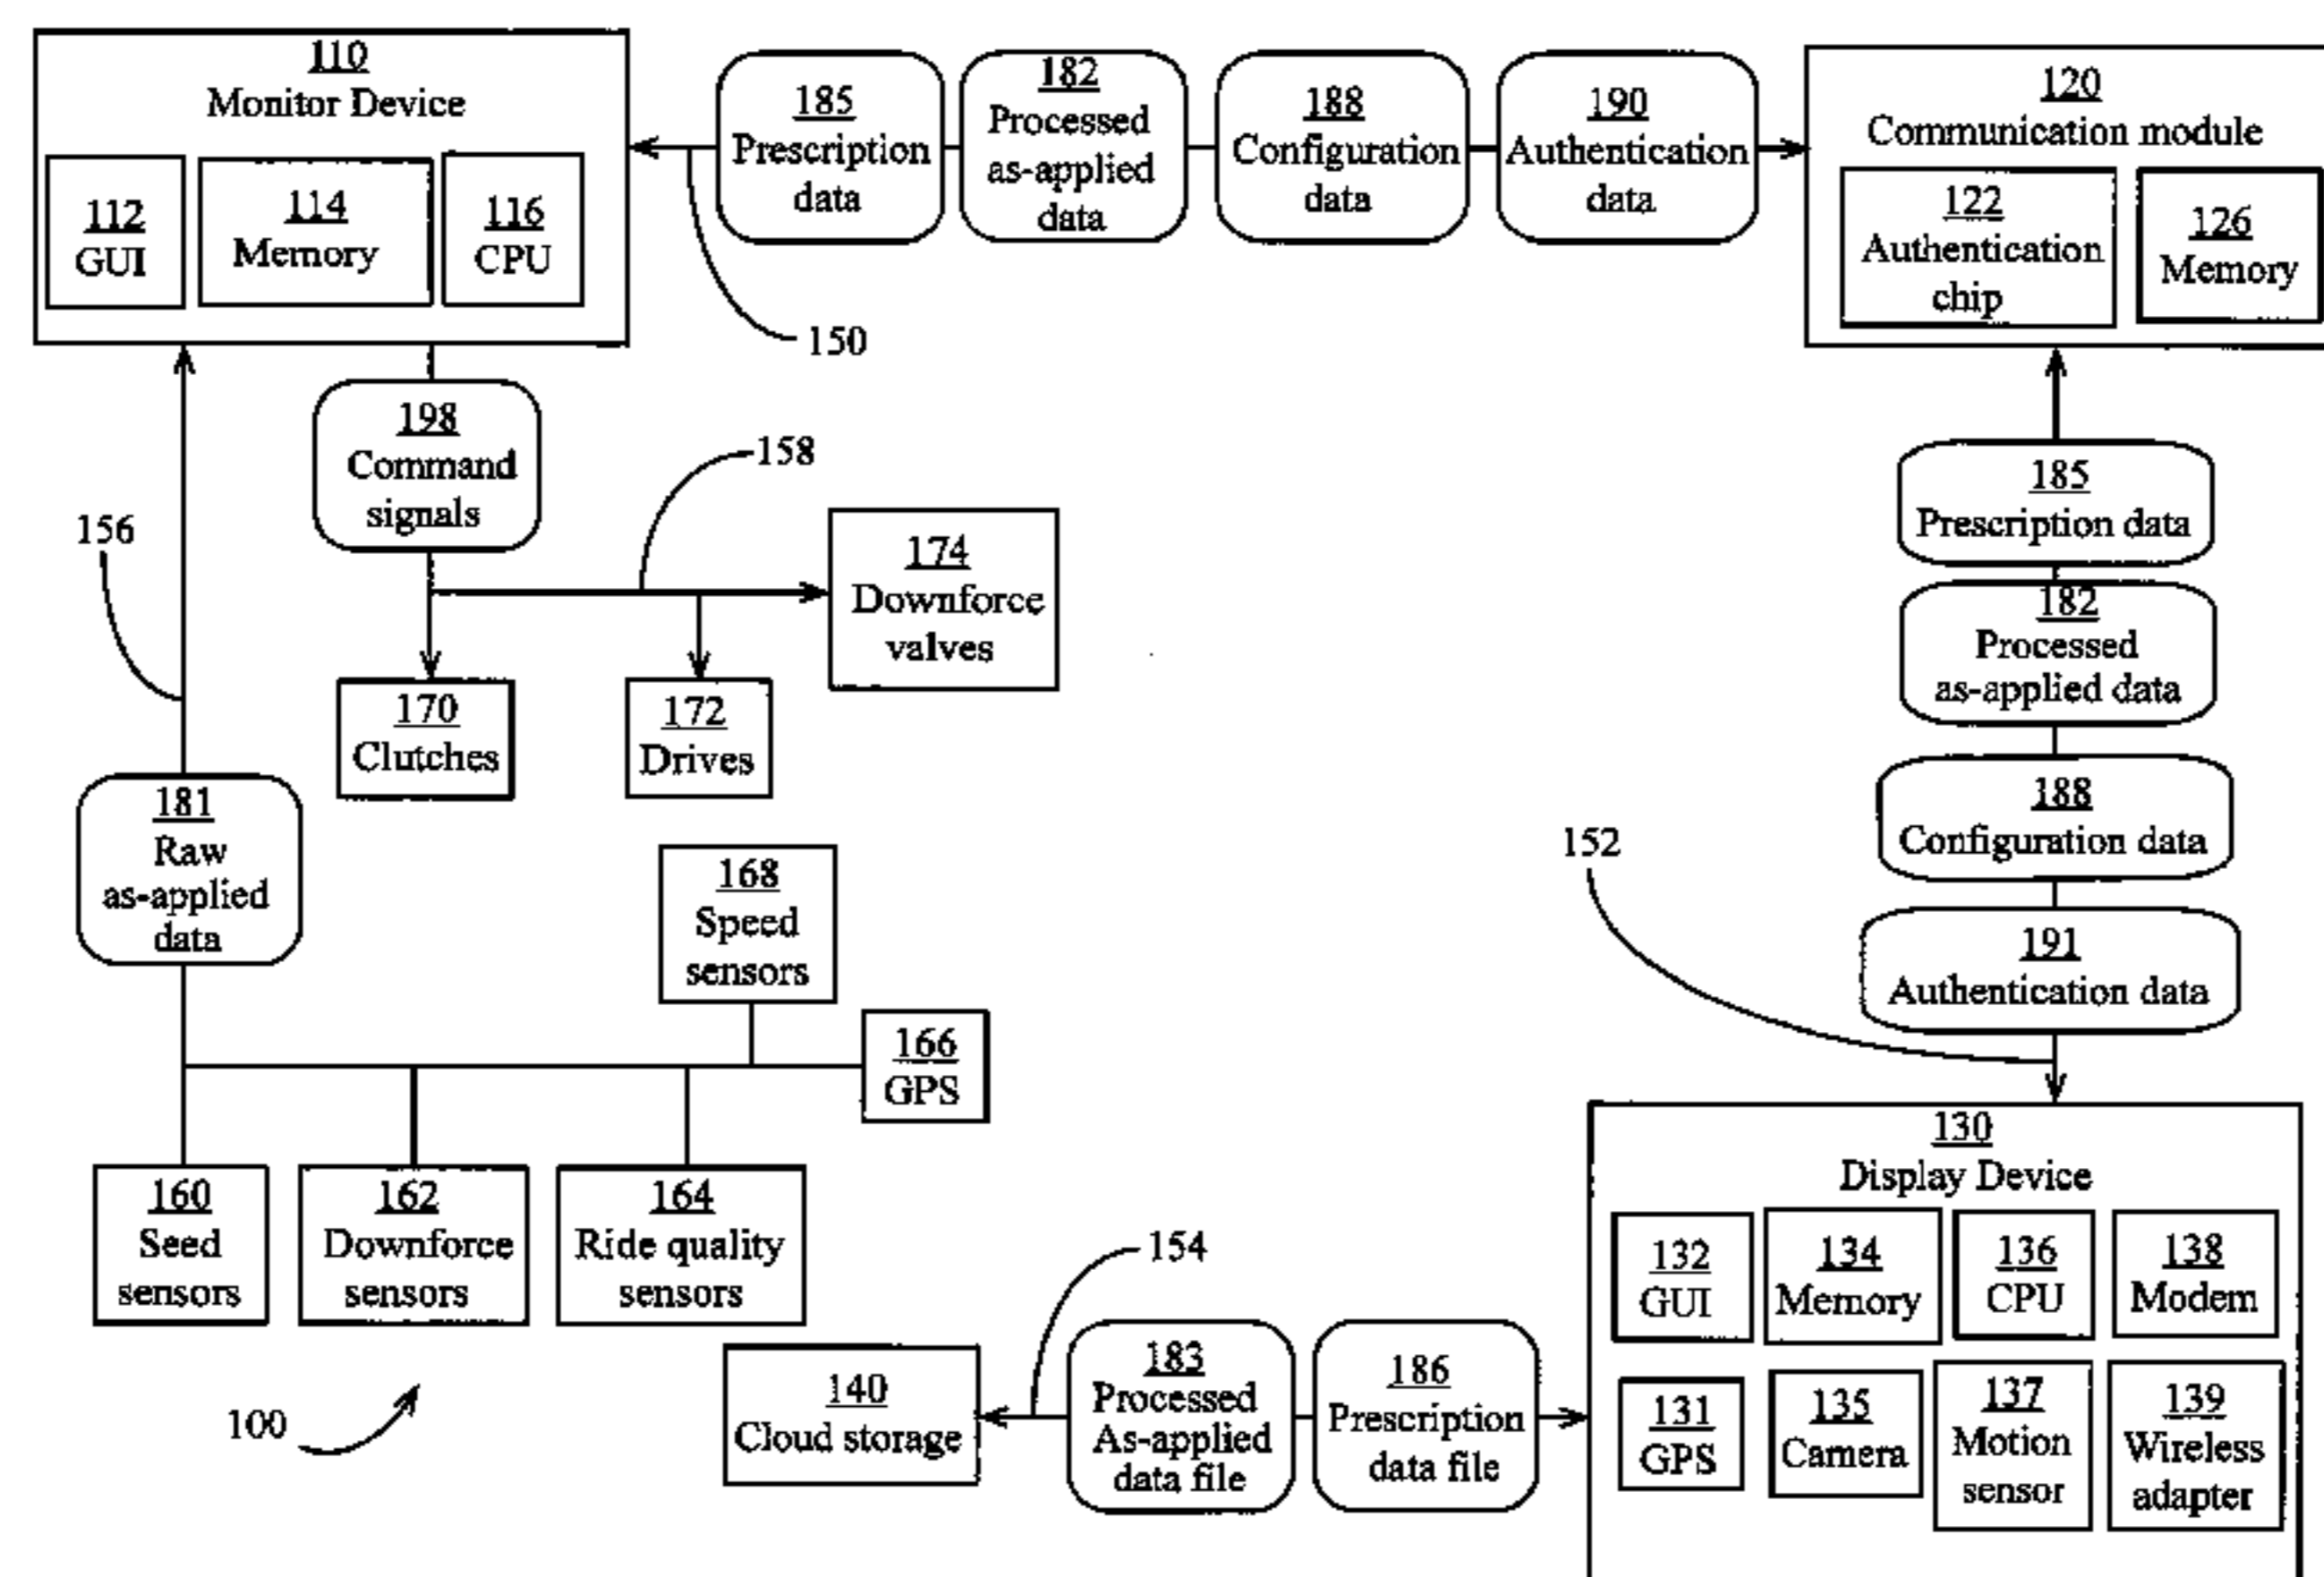 110
Monitor Device
112
GUI
114
Memory
116
CPU
185
Prescription
data
182
Processed
as-applied
data
188
Configuration
data
190
Authentication
data
120
Communication module
122
Authentication
chip
126
Memory
150
198
Command
signals
158
156
174
Downforce
valves
170
Clutches
172
Drives
185
Prescription data
182
Processed
as-applied data
188
Configuration data
191
Authentication data
152
181
Raw
as-applied
data
168
Speed
sensors
166
GPS
160
Seed
sensors
162
Downforce
sensors
164
Ride quality
sensors
100
154
140
Cloud storage
183
Processed
As-applied
data file
186
Prescription
data file
130
Display Device
132
GUI
134
Memory
136
CPU
138
Modem
131
GPS
135
Camera
137
Motion
sensor
139
Wireless
adapter